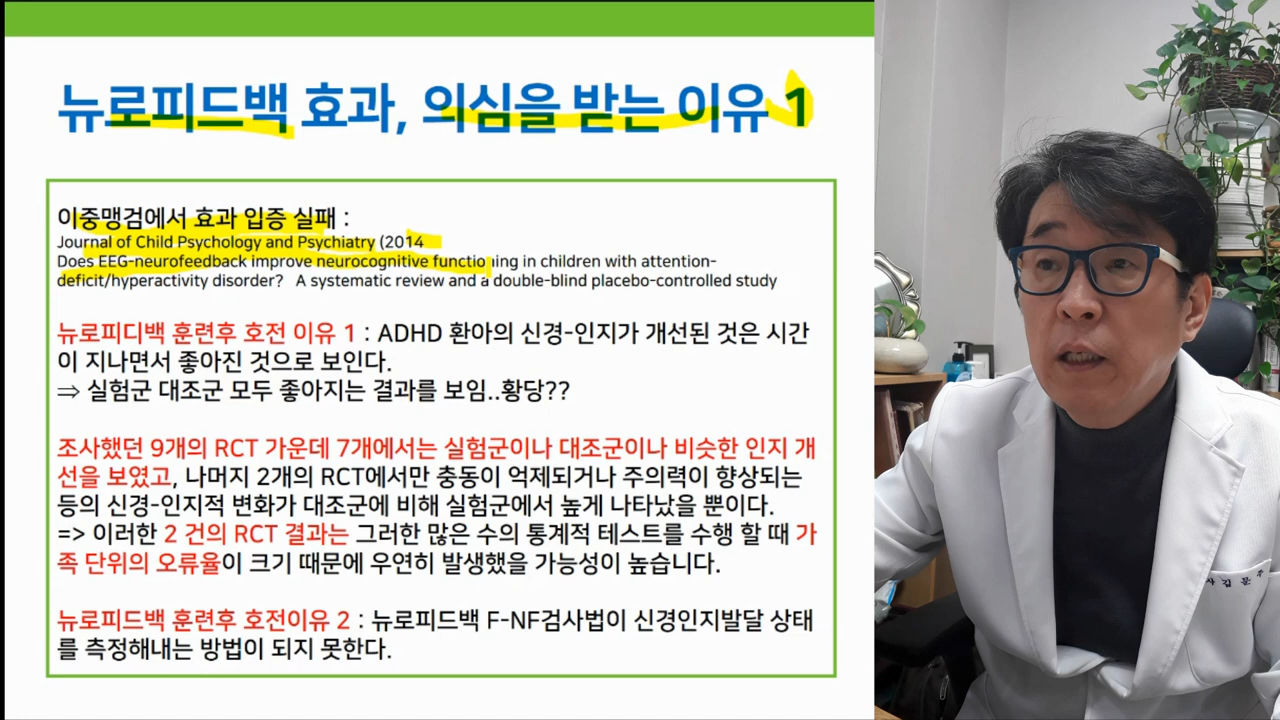 뉴로피드백 효과, 의심을 받는 이유 1
이중맹검에서 효과 입증 실패 :
Journal of Child Psychology and Psychiatry (2014
Does EEG-neurofeedback improve neurocognitive functio ning in children with attention-
deficit/hyperactivity disorder? A systematic review and a double-blind placebo-controlled study
뉴로피디백 훈련후 호전 이유 1 : ADHD 환아의 신경-인지가 개선된 것은 시간
이 지나면서 좋아진 것으로 보인다.
⇒ 실험군 대조군 모두 좋아지는 결과를 보임..황당??
조사했던 9개의 RCT 가운데 7개에서는 실험군이나 대조군이나 비슷한 인지 개
선을 보였고, 나머지 2개의 RCT에서만 충동이 억제되거나 주의력이 향상되는
등의 신경-인지적 변화가 대조군에 비해 실험군에서 높게 나타났을 뿐이다.
=> 이러한 2 건의 RCT 결과는 그러한 많은 수의 통계적 테스트를 수행 할 때 가
족 단위의 오류율이 크기 때문에 우연히 발생했을 가능성이 높습니다.
뉴로피드백 훈련후 호전이유 2 : 뉴로피드백 F-NF검사법이 신경인지발달 상태
를 측정해내는 방법이 되지 못한다.